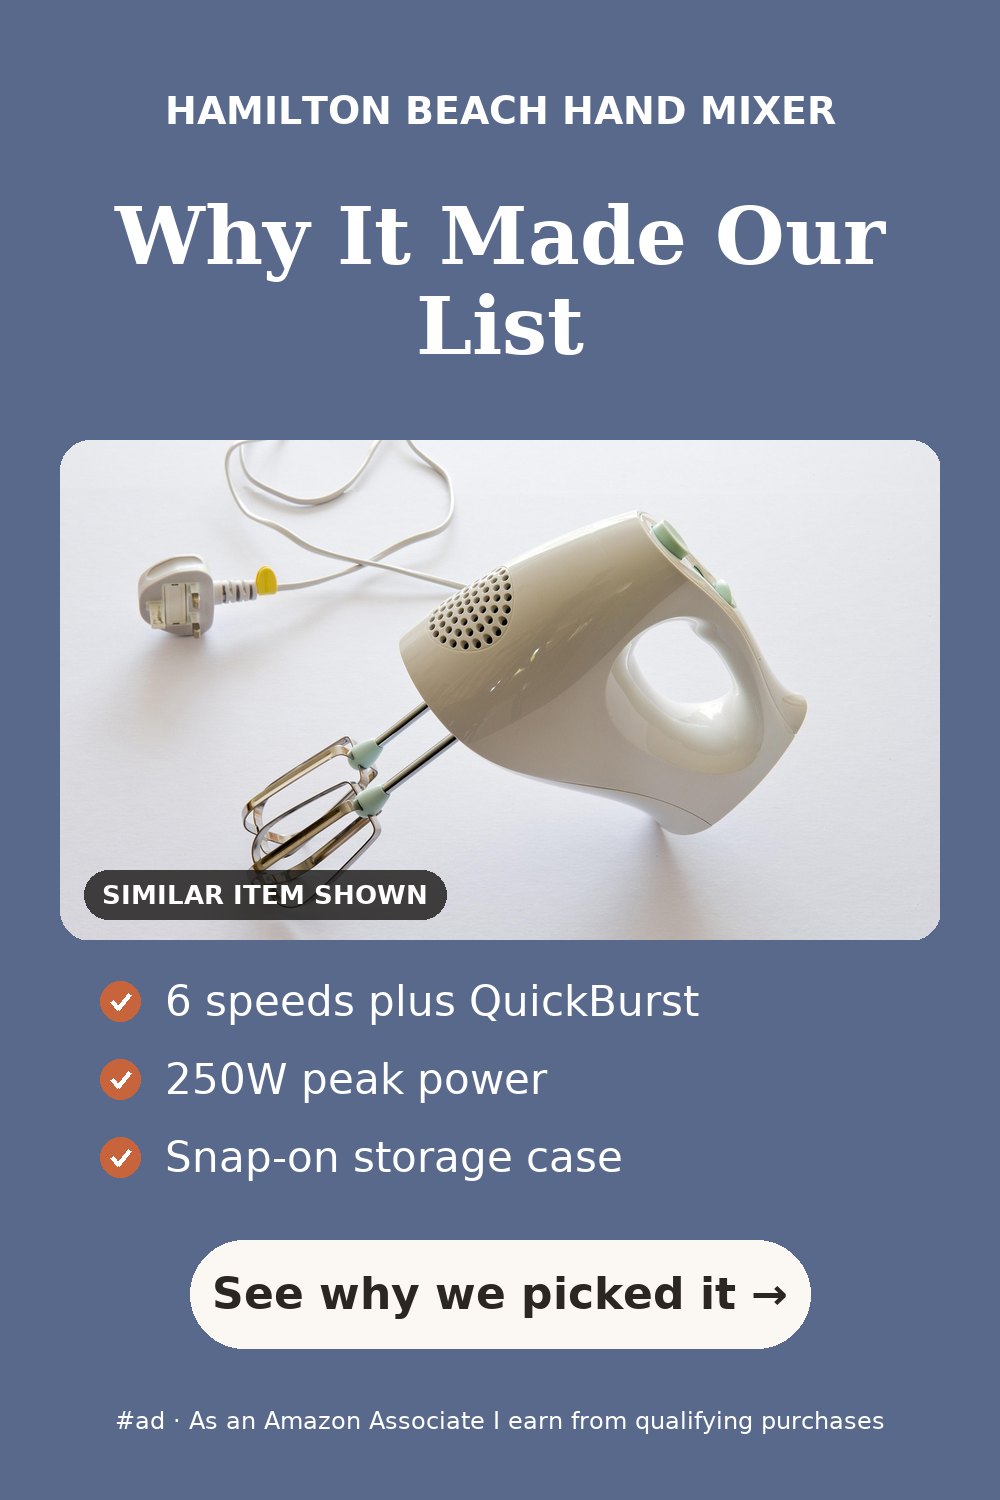 HAMILTON BEACH HAND MIXER
Why It Made Our
List
SIMILAR ITEM SHOWN
6 speeds plus QuickBurst
250W peak power
Snap-on storage case
See why we picked it →
#ad · As an Amazon Associate I earn from qualifying purchases